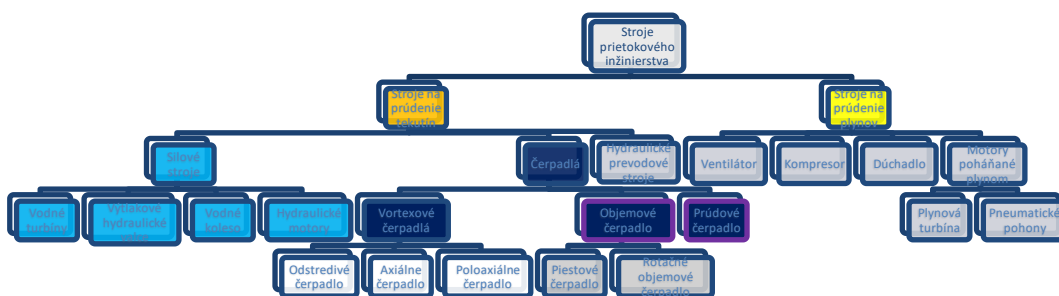 Stroje
prietokového
inžinierstva
Stroje na
prúdenie
tekutín
Stroje na
prúdenie
plynov
Silové
stroje
Čerpadlá
Hydraulické
prevodové
stroje
Ventilátor
Kompresor
Dúchadlo
Motory
poháňané
plynom
Vodné
turbíny
Výtlakové
hydraulické
Vodné
koleso
Hydraulické
motory
Vortexové
čerpadlá
Objemové
čerpadlo
Prúdové
čerpadlo
Plynová
turbína
Pneumatické
pohony
Odstredivé
čerpadlo
Axiálne
čerpadlo
Poloaxiálne
čerpadlo
Piestové
čerpadlo
Rotačné
objemové
čerpadlo